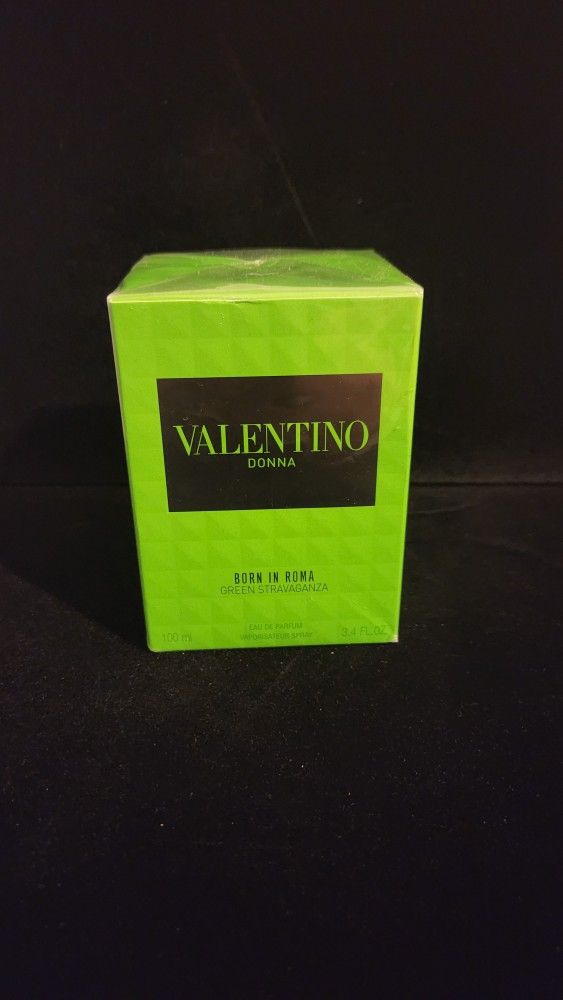 VALENTINO
DONNA
BORN IN ROMA
GREEN STRAVAGANZA
EAU DE PARFUM
100 ml VAPORISATEUR SPRAY 3.4 FL.OZ